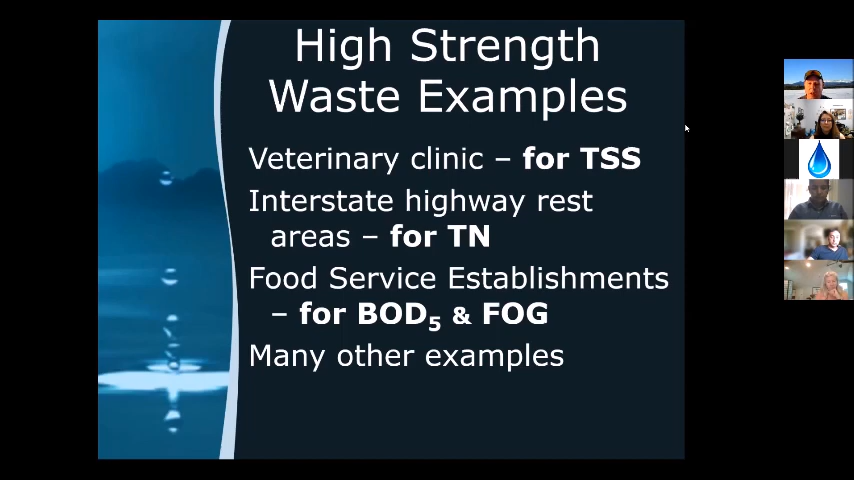 High Strength
Waste Examples
Veterinary clinic – for TSS
Interstate highway rest
areas – for TN
Food Service Establishments
– for BOD₅ & FOG
Many other examples